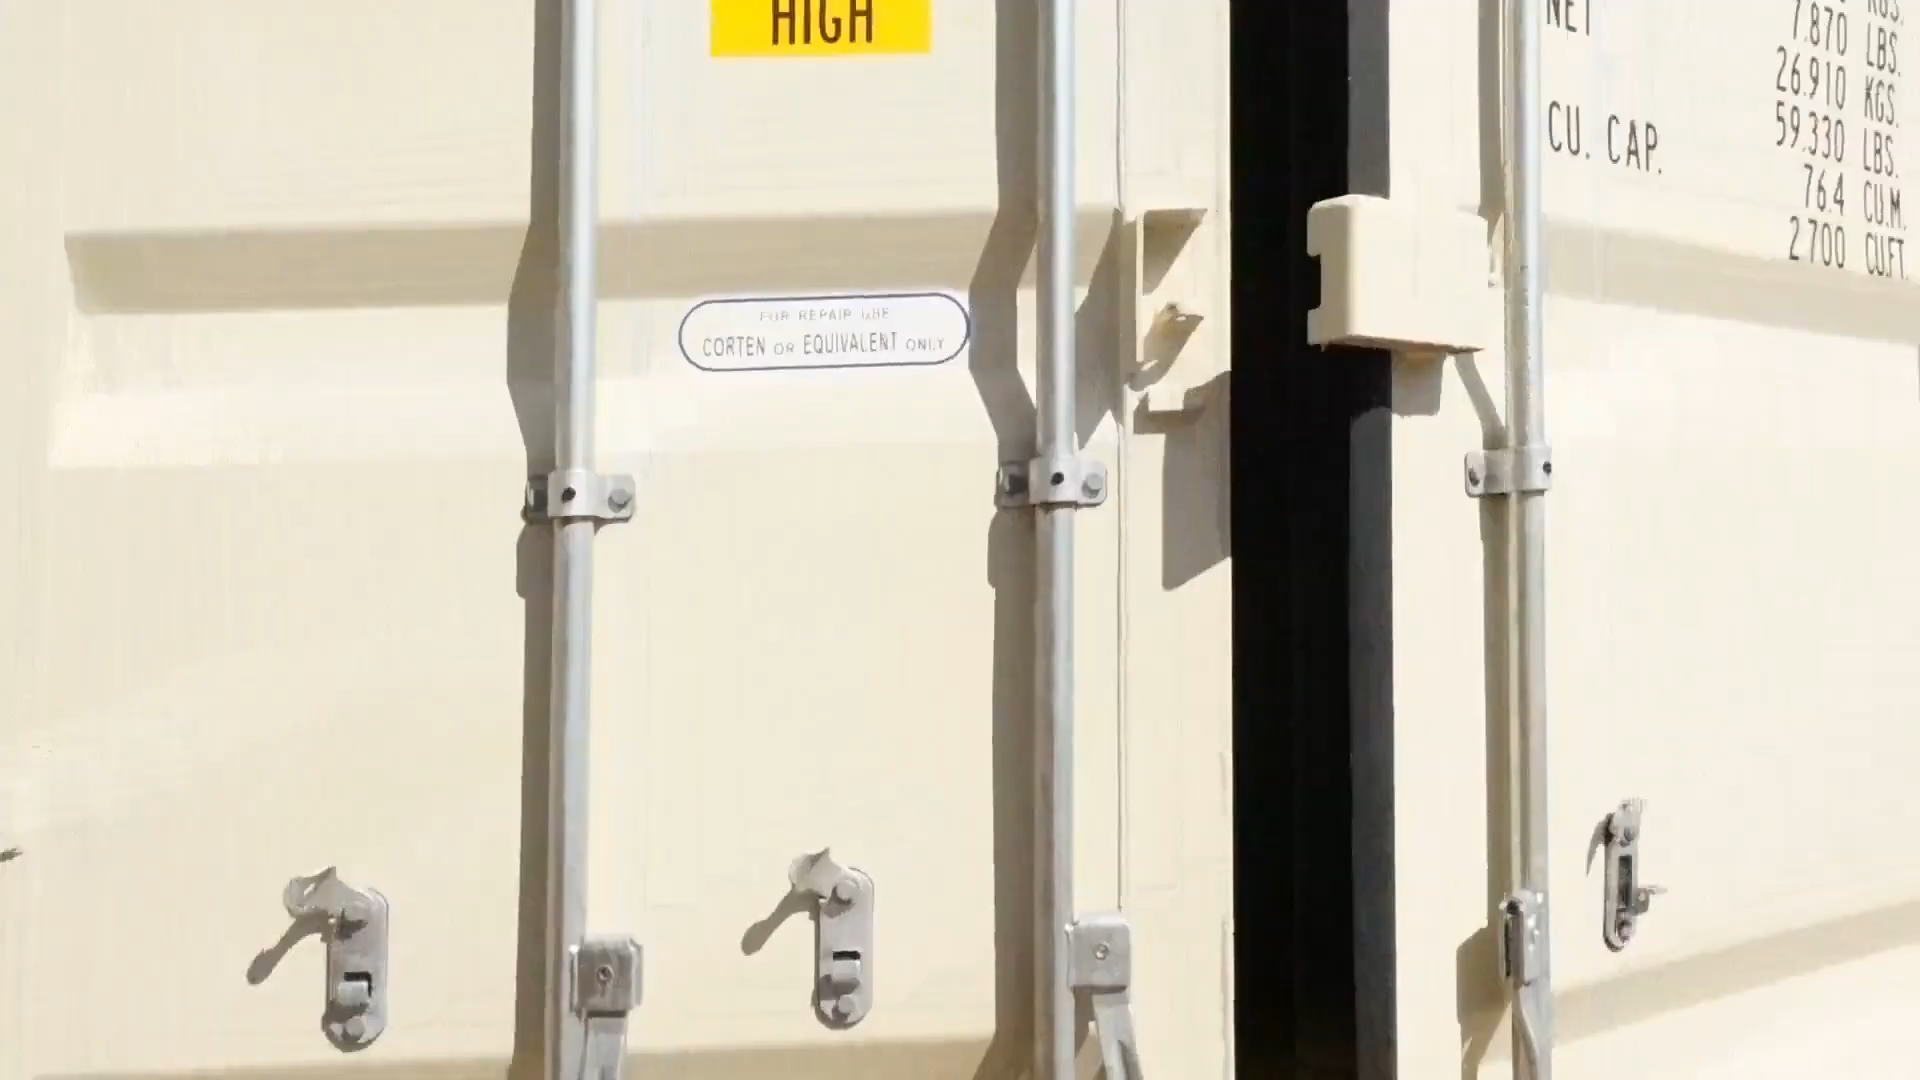 HIGH
FOR REPAIR
CORTEN OR EQUIVALENT ONLY
NET
KGS.
7.870 LBS.
26.910 KGS.
59.330 LBS.
CU. CAP.
76.4 CU.M.
2.700 CU.FT.